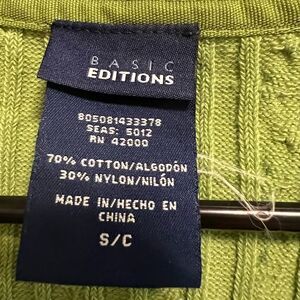 BASIC
EDITIONS
805081433378
SEAS: 5012
RN 42000
70% COTTON/ALGODÓN
30% NYLON/NILÓN
MADE IN/HECHO EN
CHINA
S/C